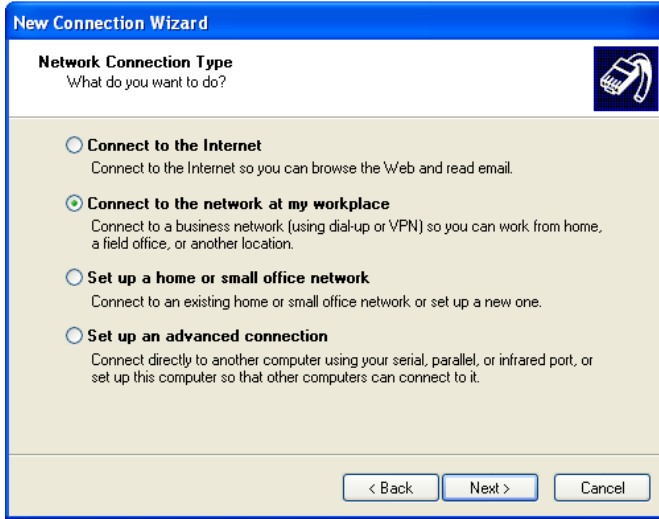 New Connection Wizard
Network Connection Type
What do you want to do?
Connect to the Internet
Connect to the Internet so you can browse the Web and read email.
Connect to the network at my workplace
Connect to a business network (using dial-up or VPN) so you can work from home,
a field office, or another location.
Set up a home or small office network
Connect to an existing home or small office network or set up a new one.
Set up an advanced connection
Connect directly to another computer using your serial, parallel, or infrared port, or
set up this computer so that other computers can connect to it.
< Back Next > Cancel